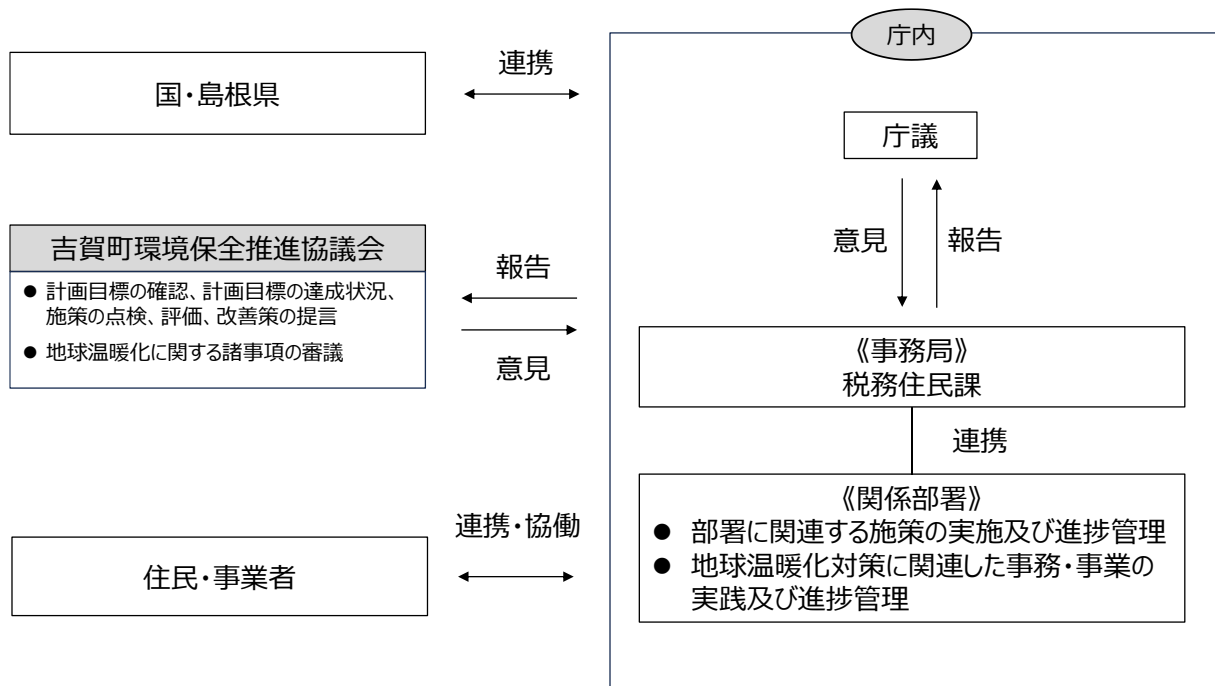 庁内
連携
国・島根県
庁議
意見
報告
吉賀町環境保全推進協議会
● 計画目標の確認、計画目標の達成状況、
施策の点検、評価、改善策の提言
● 地球温暖化に関する諸事項の審議
報告
意見
《事務局》
税務住民課
連携
《関係部署》
● 部署に関連する施策の実施及び進捗管理
● 地球温暖化対策に関連した事務・事業の
実践及び進捗管理
連携・協働
住民・事業者